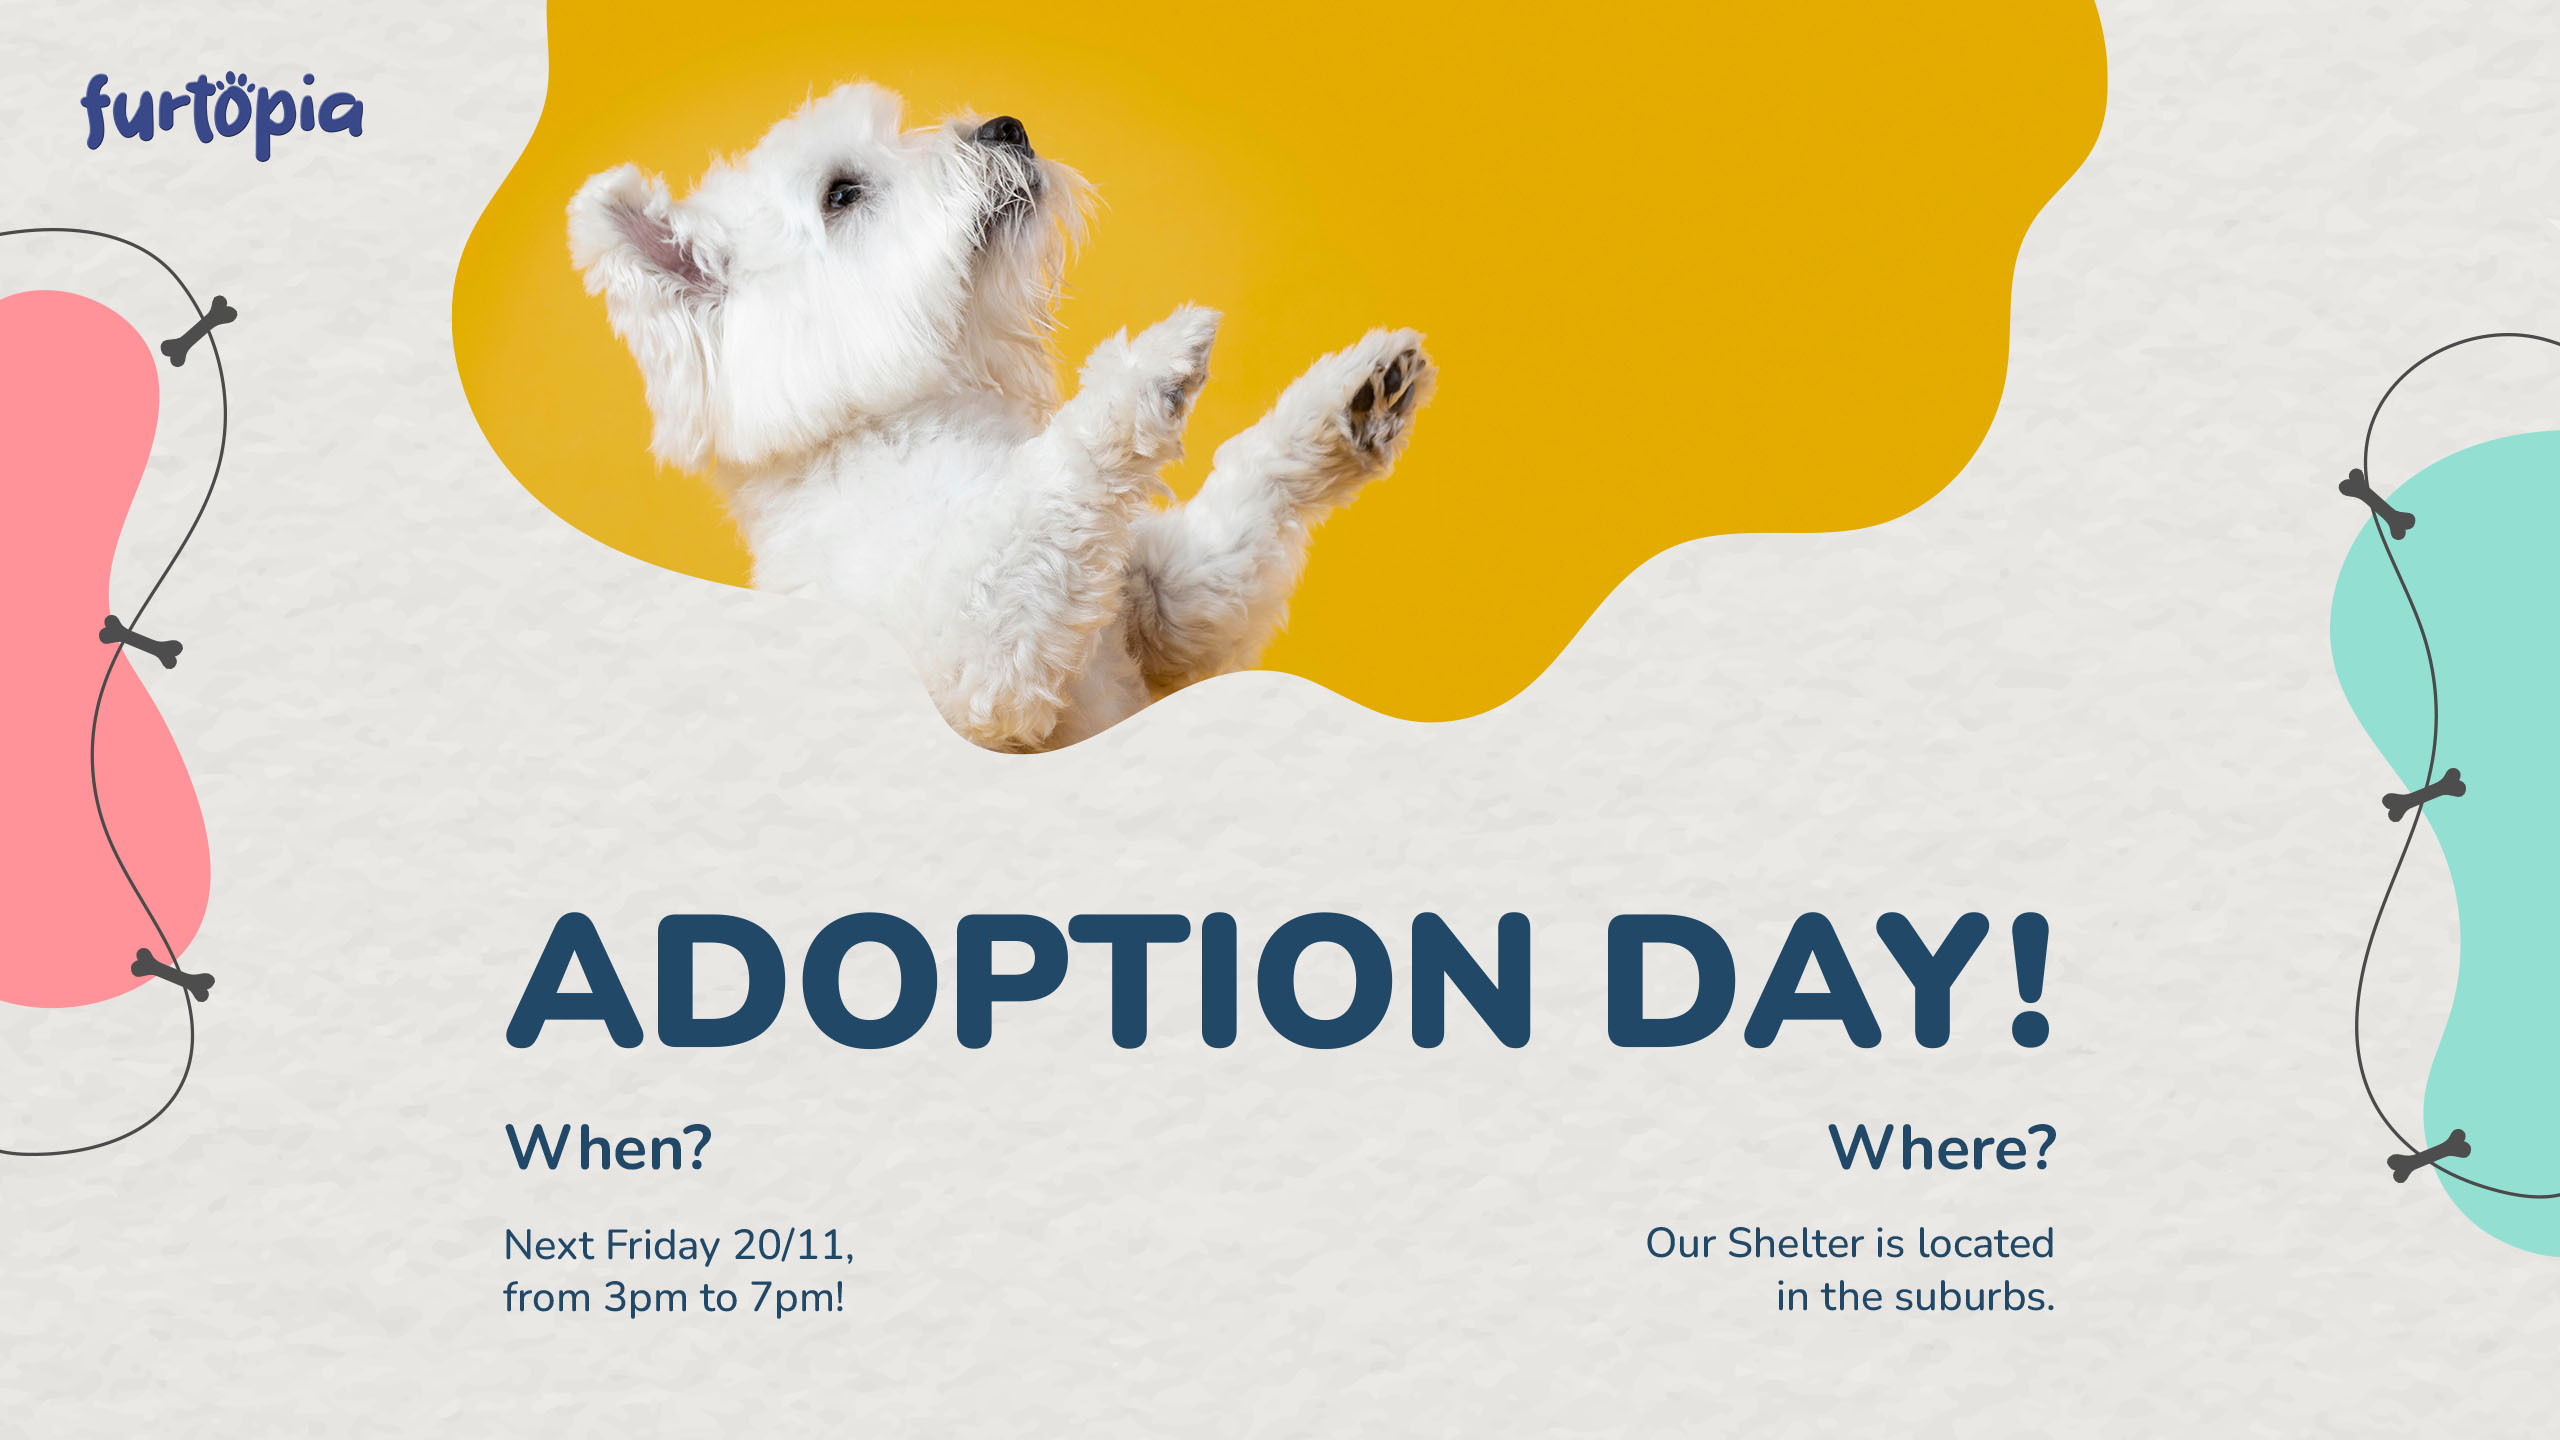 furtopia
ADOPTION DAY!
When?
Next Friday 20/11,
from 3pm to 7pm!
Where?
Our Shelter is located
in the suburbs.